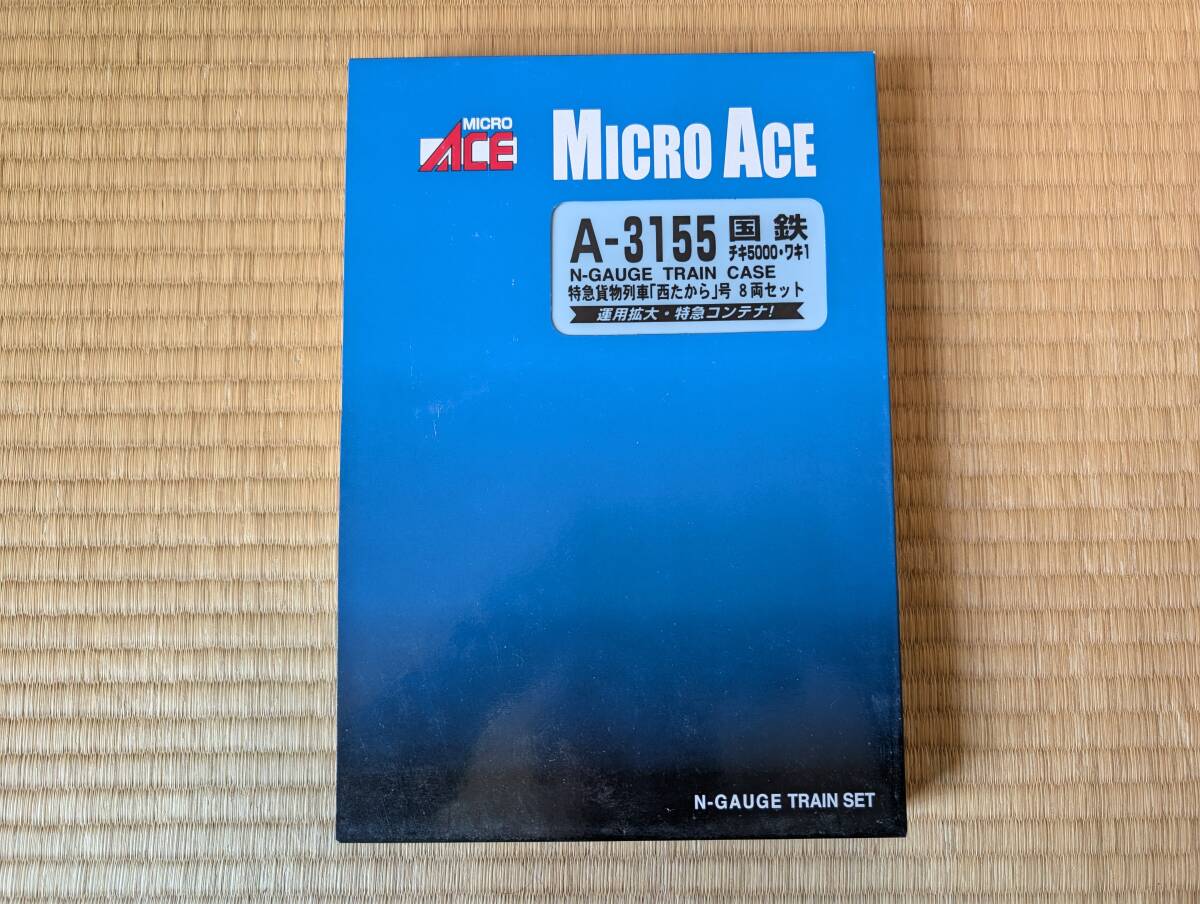 MICRO
ACE
MICRO ACE
A-3155 国鉄
チキ5000・ワキ1
N-GAUGE TRAIN CASE
特急貨物列車「西たから」号 8両セット
運用拡大・特急コンテナ!
N-GAUGE TRAIN SET